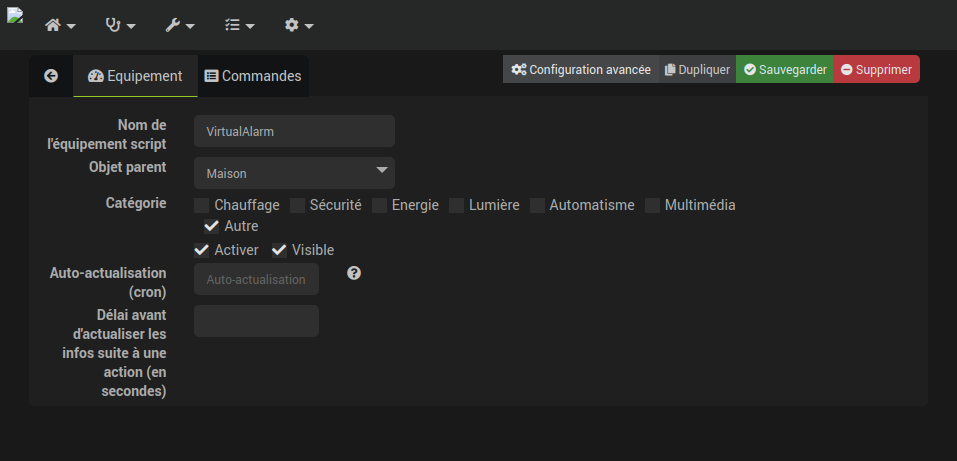 Equipement
Commandes
Configuration avancée
Dupliquer
Sauvegarder
Supprimer
Nom de
l'équipement script
VirtualAlarm
Objet parent
Maison
Catégorie
Chauffage Sécurité Energie Lumière Automatisme Multimédia
Autre
Activer Visible
Auto-actualisation
(cron)
Auto-actualisation
Délai avant
d'actualiser les
infos suite à une
action (en
secondes)